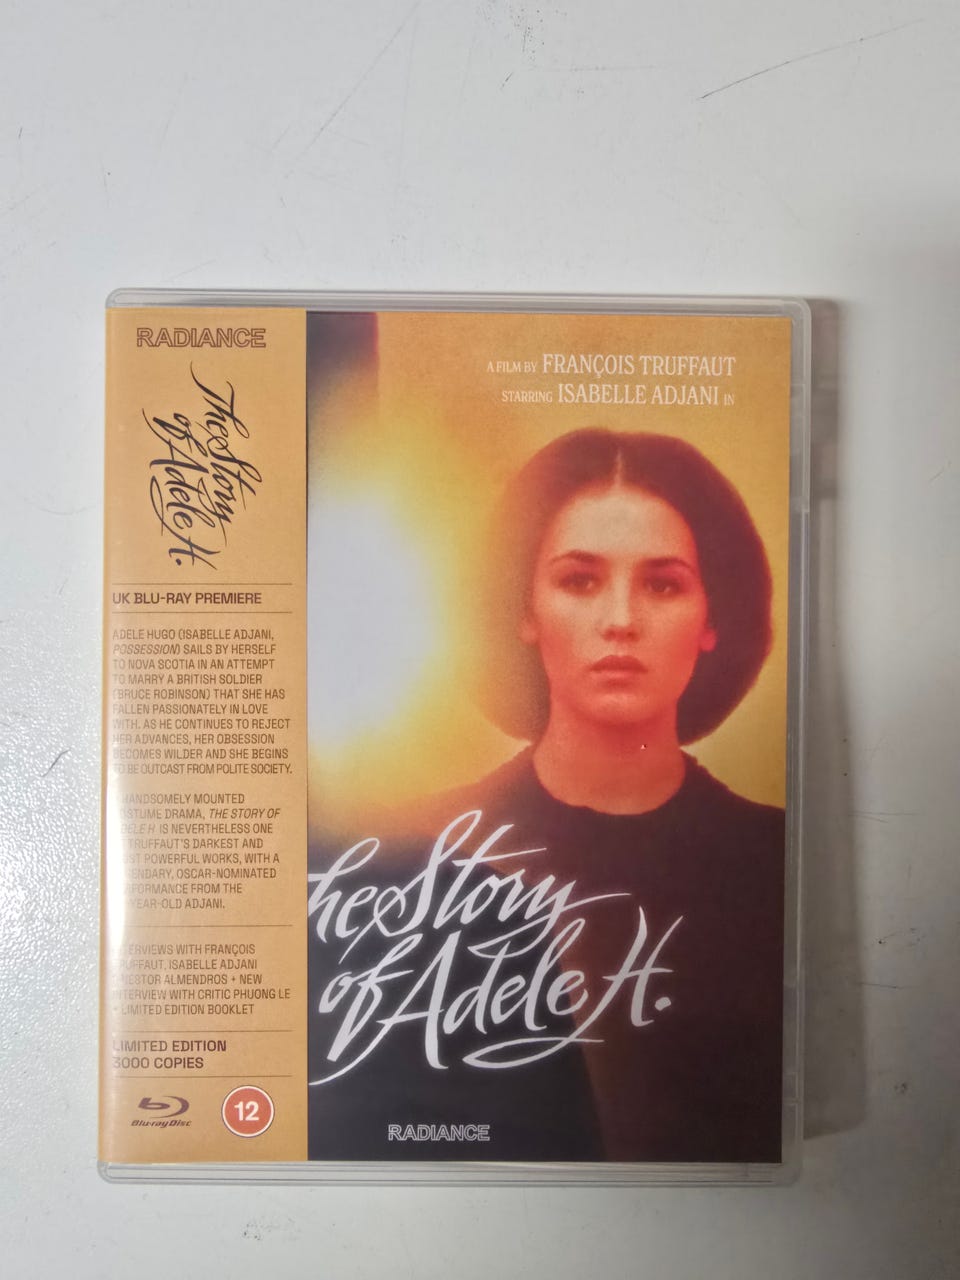 RADIANCE
The Story
of Adele H.
UK BLU-RAY PREMIERE
ADELE HUGO (ISABELLE ADJANI,
POSSESSION) SAILS BY HERSELF
TO NOVA SCOTIA IN AN ATTEMPT
TO MARRY A BRITISH SOLDIER
(BRUCE ROBINSON) THAT SHE HAS
FALLEN PASSIONATELY IN LOVE
WITH. AS HE CONTINUES TO REJECT
HER ADVANCES, HER OBSESSION
BECOMES WILDER AND SHE BEGINS
TO BE OUTCAST FROM POLITE SOCIETY.
HANDSOMELY MOUNTED
COSTUME DRAMA, THE STORY OF
ADELE H IS NEVERTHELESS ONE
OF TRUFFAUT'S DARKEST AND
MOST POWERFUL WORKS, WITH A
LEGENDARY, OSCAR-NOMINATED
PERFORMANCE FROM THE
YEAR-OLD ADJANI.
INTERVIEWS WITH FRANÇOIS
TRUFFAUT, ISABELLE ADJANI
NESTOR ALMENDROS + NEW
INTERVIEW WITH CRITIC PHUONG LE
+ LIMITED EDITION BOOKLET
LIMITED EDITION
3000 COPIES
Blu-ray Disc
12
A FILM BY FRANÇOIS TRUFFAUT
STARRING ISABELLE ADJANI IN
he Story
of Adele H.
RADIANCE